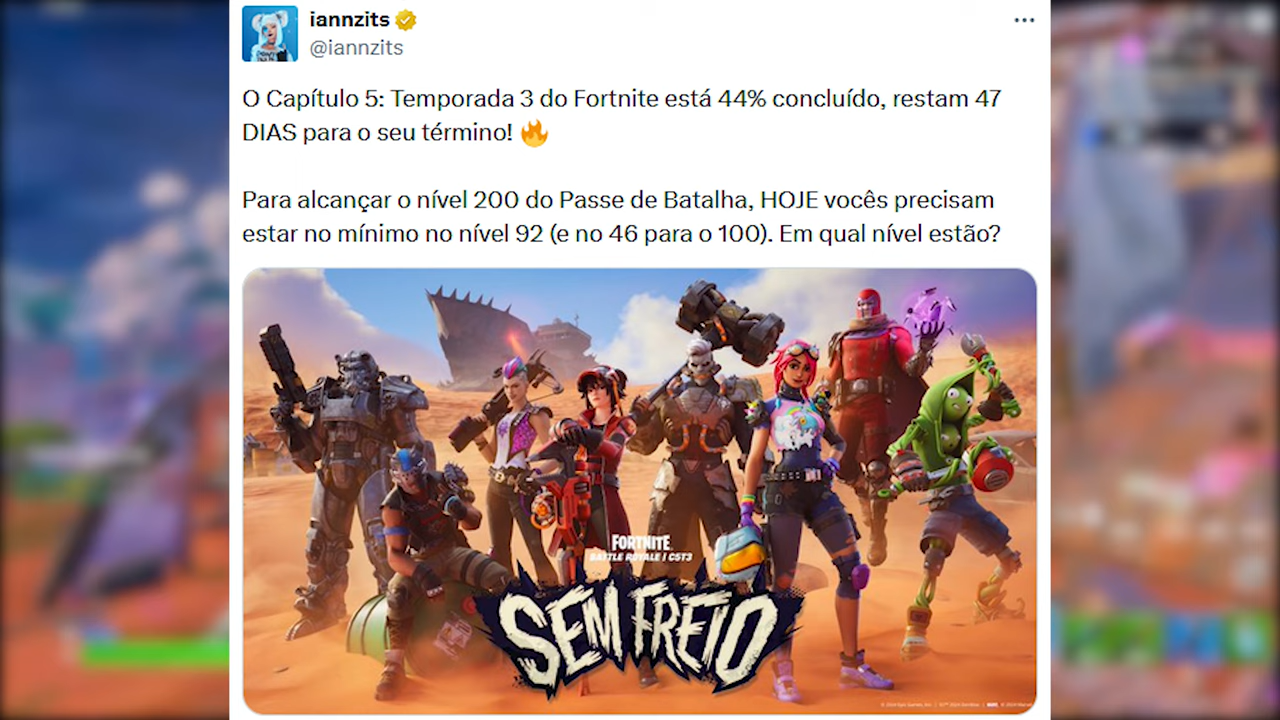 iannzits
@iannzits
O Capítulo 5: Temporada 3 do Fortnite está 44% concluído, restam 47
DIAS para o seu término! 🔥
Para alcançar o nível 200 do Passe de Batalha, HOJE vocês precisam
estar no mínimo no nível 92 (e no 46 para o 100). Em qual nível estão?
FORTNITE
BATTLE ROYALE | C5T3
SEM FREIO